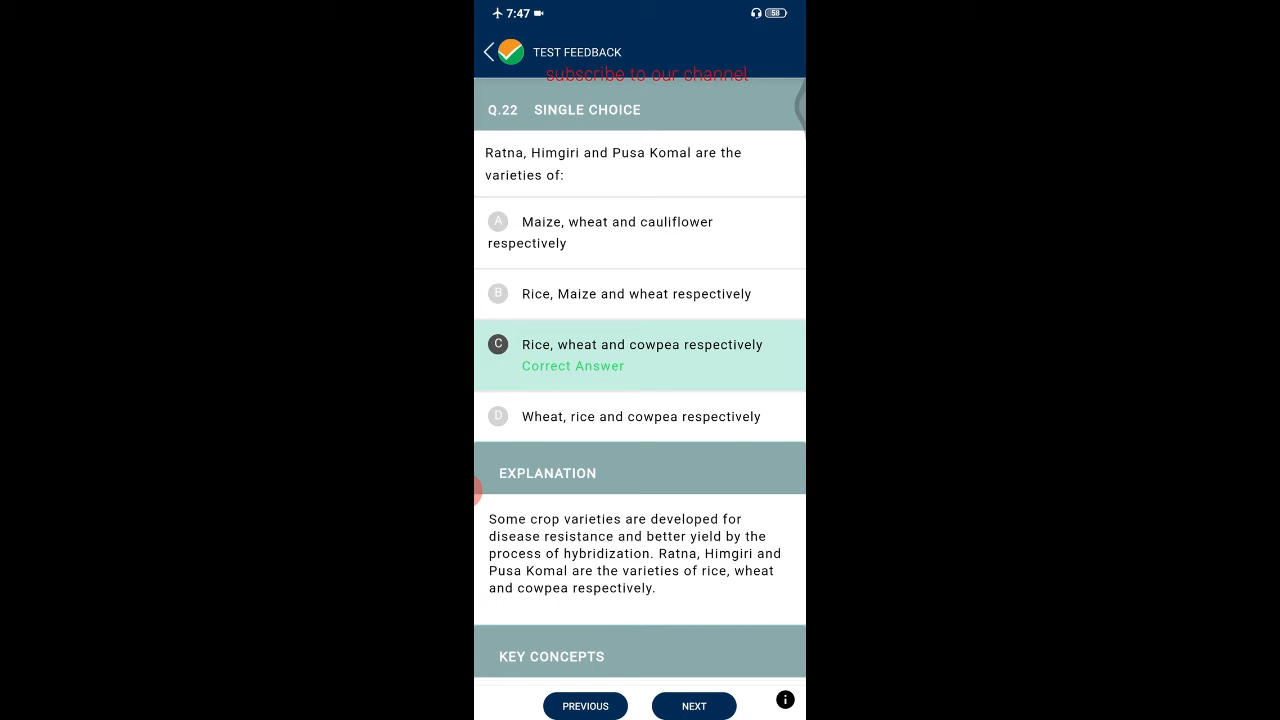 7:47
58
TEST FEEDBACK
subscribe to our channel
Q.22 SINGLE CHOICE
Ratna, Himgiri and Pusa Komal are the
varieties of:
A Maize, wheat and cauliflower
respectively
B Rice, Maize and wheat respectively
C Rice, wheat and cowpea respectively
Correct Answer
D Wheat, rice and cowpea respectively
EXPLANATION
Some crop varieties are developed for
disease resistance and better yield by the
process of hybridization. Ratna, Himgiri and
Pusa Komal are the varieties of rice, wheat
and cowpea respectively.
KEY CONCEPTS
PREVIOUS NEXT i